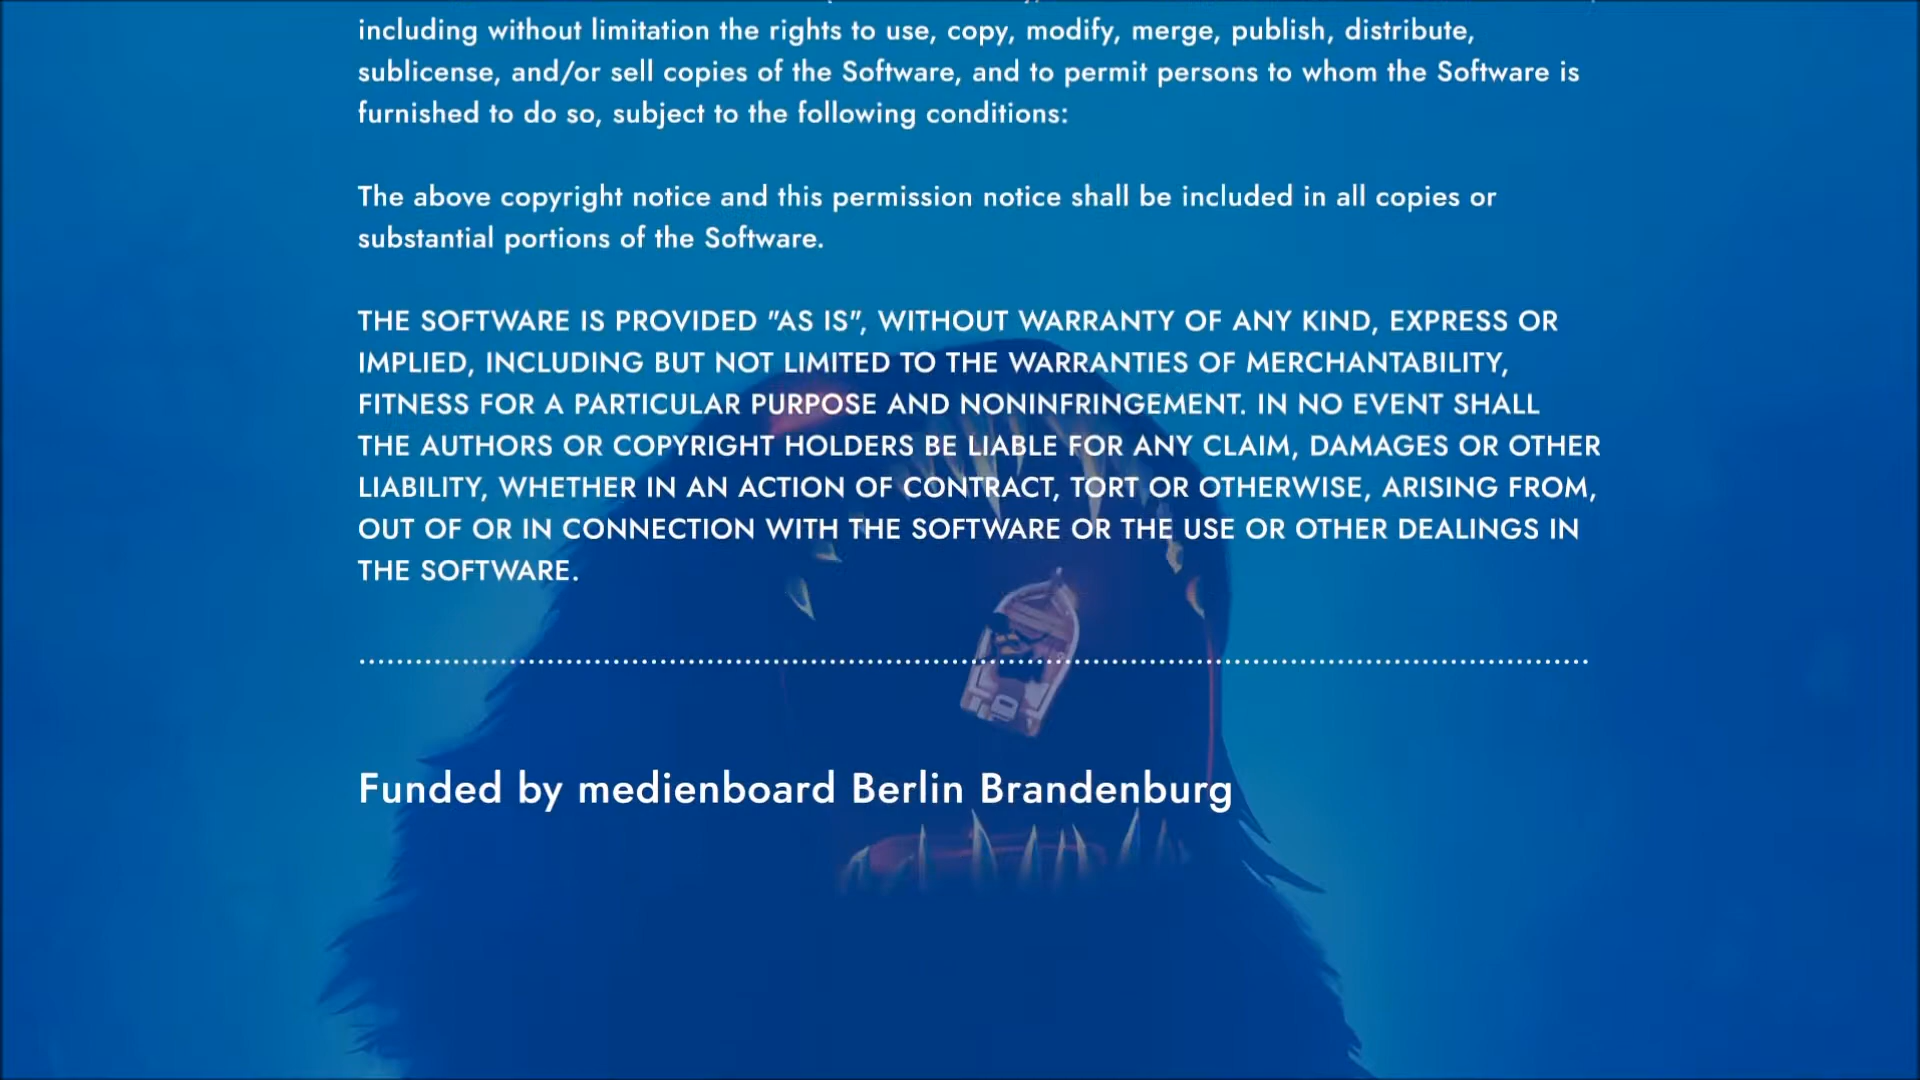 including without limitation the rights to use, copy, modify, merge, publish, distribute,
sublicense, and/or sell copies of the Software, and to permit persons to whom the Software is
furnished to do so, subject to the following conditions:
The above copyright notice and this permission notice shall be included in all copies or
substantial portions of the Software.
THE SOFTWARE IS PROVIDED "AS IS", WITHOUT WARRANTY OF ANY KIND, EXPRESS OR
IMPLIED, INCLUDING BUT NOT LIMITED TO THE WARRANTIES OF MERCHANTABILITY,
FITNESS FOR A PARTICULAR PURPOSE AND NONINFRINGEMENT. IN NO EVENT SHALL
THE AUTHORS OR COPYRIGHT HOLDERS BE LIABLE FOR ANY CLAIM, DAMAGES OR OTHER
LIABILITY, WHETHER IN AN ACTION OF CONTRACT, TORT OR OTHERWISE, ARISING FROM,
OUT OF OR IN CONNECTION WITH THE SOFTWARE OR THE USE OR OTHER DEALINGS IN
THE SOFTWARE.
Funded by medienboard Berlin Brandenburg